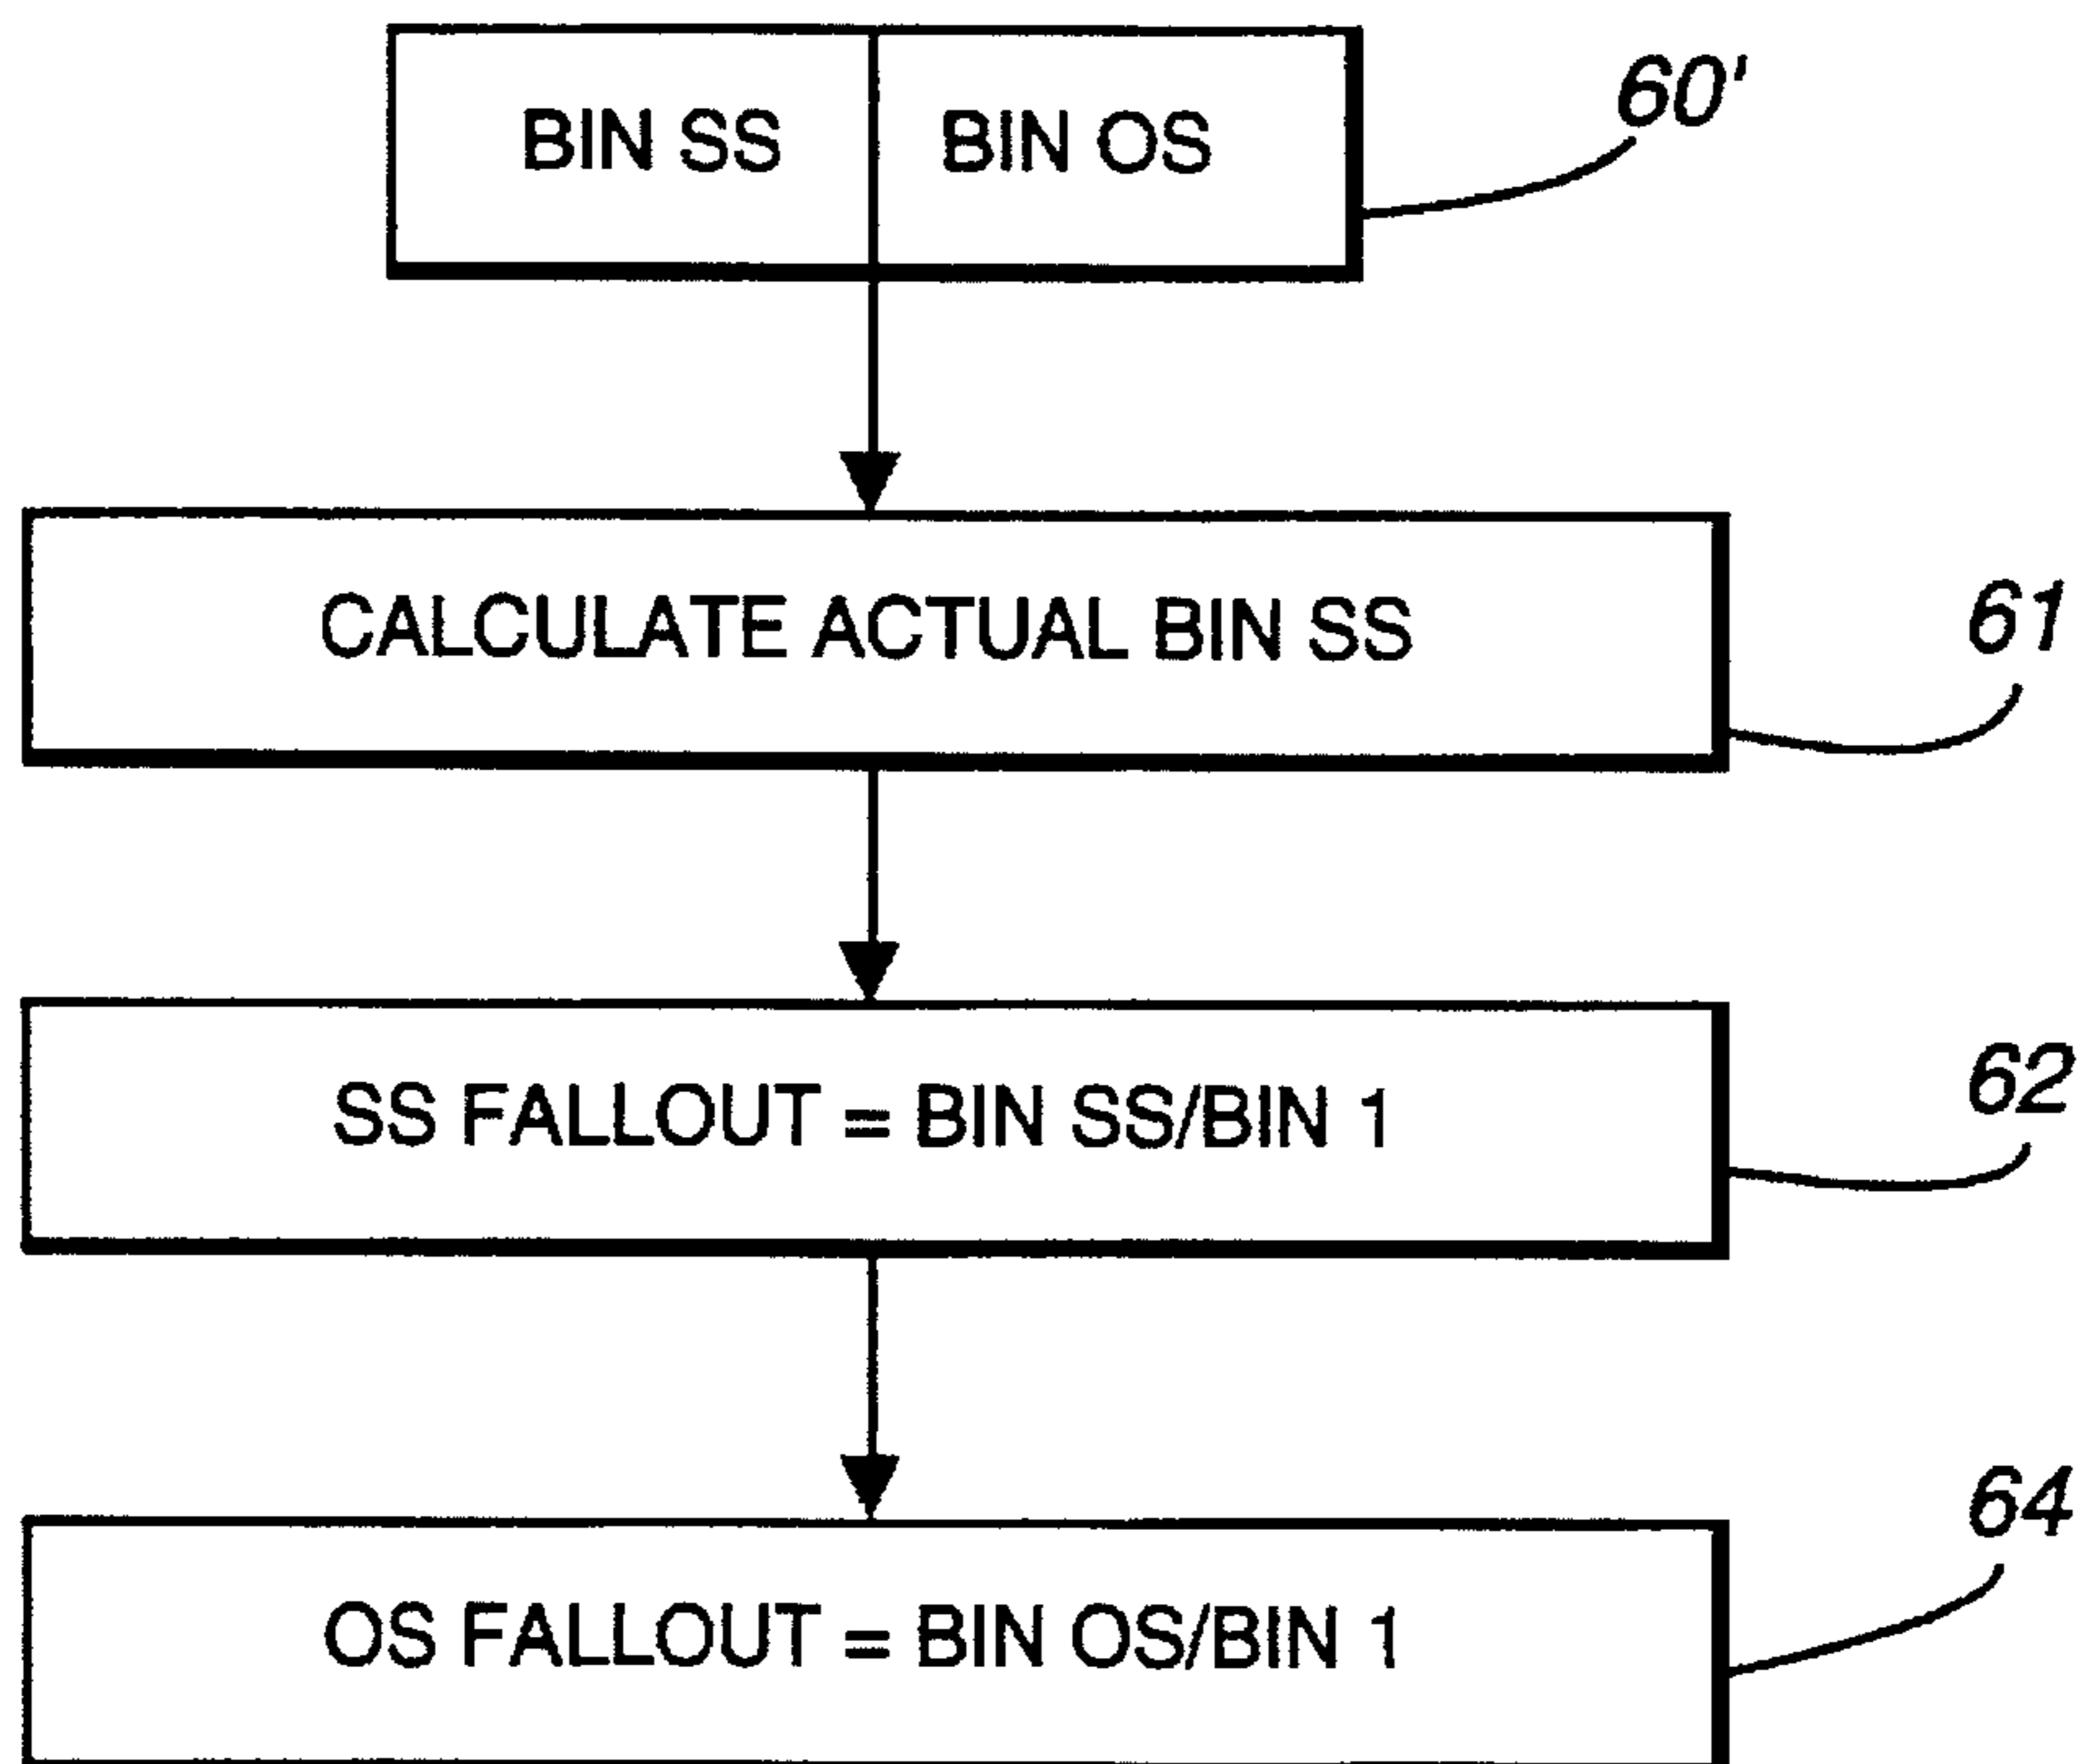 BIN SS BIN OS
60'
CALCULATE ACTUAL BIN SS
61
SS FALLOUT = BIN SS/BIN 1
62
64
OS FALLOUT = BIN OS/BIN 1